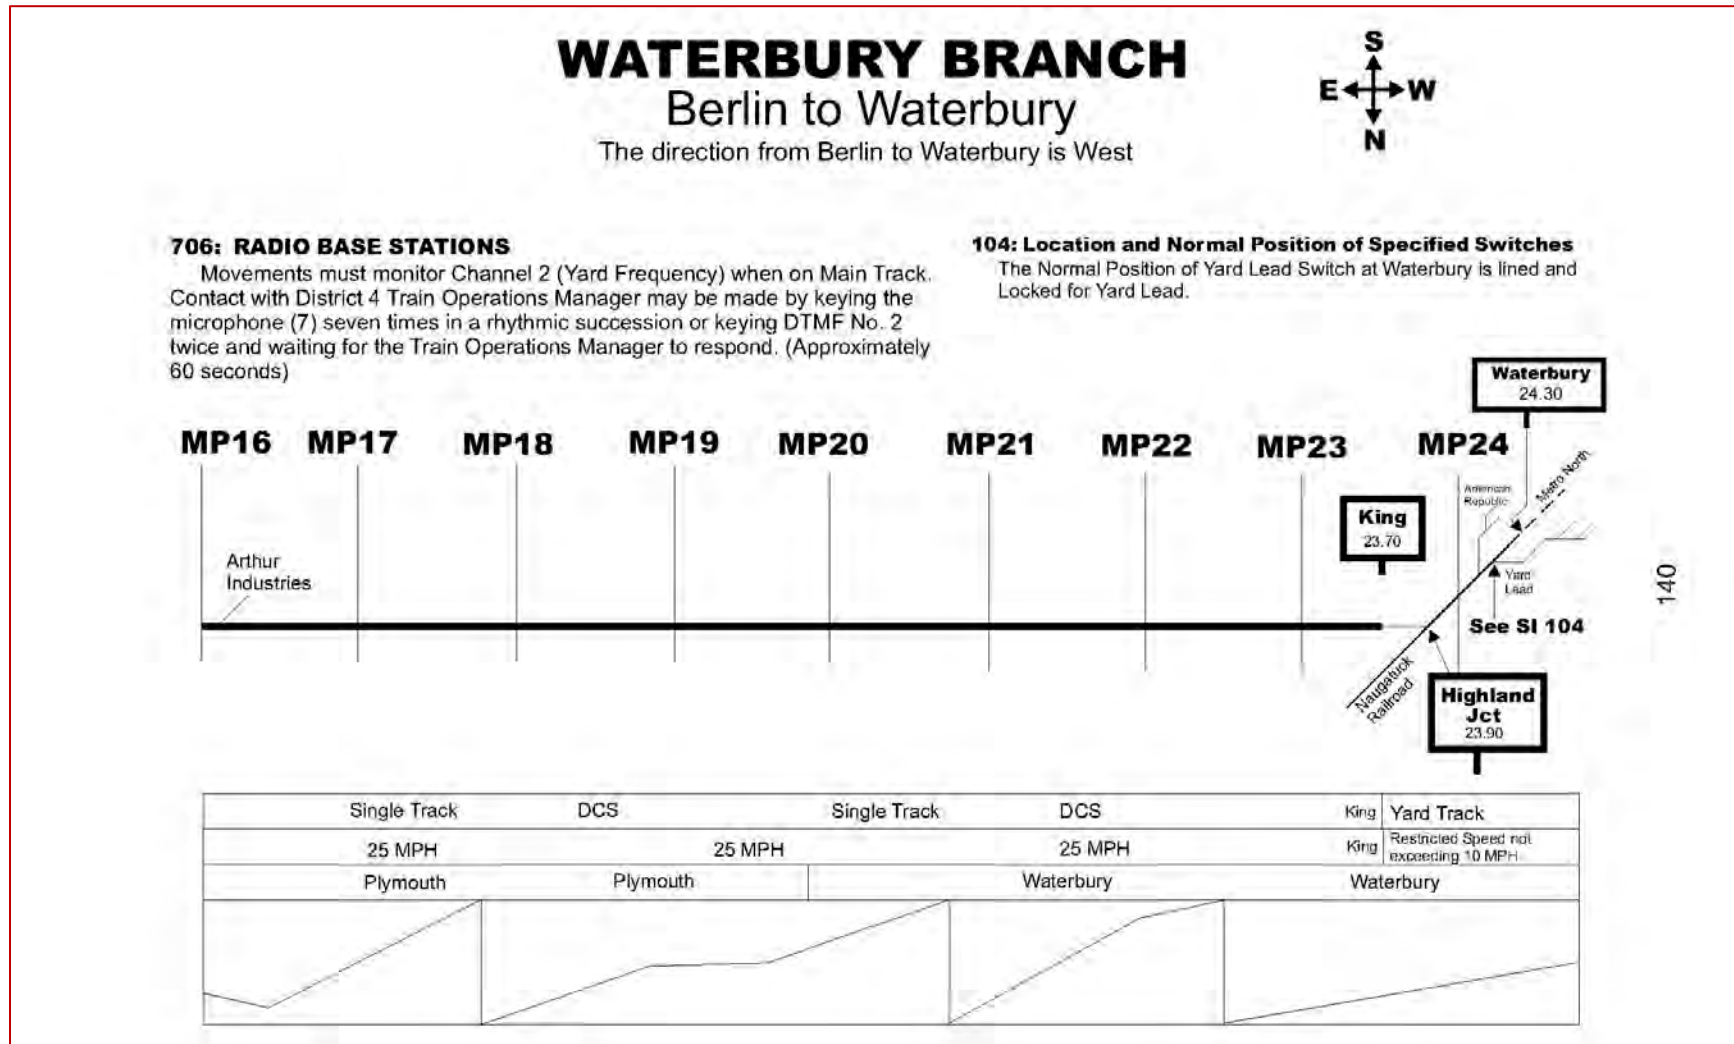 WATERBURY BRANCH
Berlin to Waterbury
The direction from Berlin to Waterbury is West
S
E W
N
706: RADIO BASE STATIONS
Movements must monitor Channel 2 (Yard Frequency) when on Main Track.
Contact with District 4 Train Operations Manager may be made by keying the
microphone (7) seven times in a rhythmic succession or keying DTMF No. 2
twice and waiting for the Train Operations Manager to respond. (Approximately
60 seconds)
104: Location and Normal Position of Specified Switches
The Normal Position of Yard Lead Switch at Waterbury is lined and
Locked for Yard Lead.
Waterbury
24.30
MP16 MP17 MP18 MP19 MP20 MP21 MP22 MP23 MP24
American
Republic
Metro North
King
23.70
Arthur
Industries
Yard
Lead
See SI 104
Naugatuck
Railroad
Highland
Jct
23.90
140
Single Track DCS Single Track DCS King Yard Track
25 MPH 25 MPH 25 MPH King Restricted Speed not
exceeding 10 MPH
Plymouth Plymouth Waterbury Waterbury